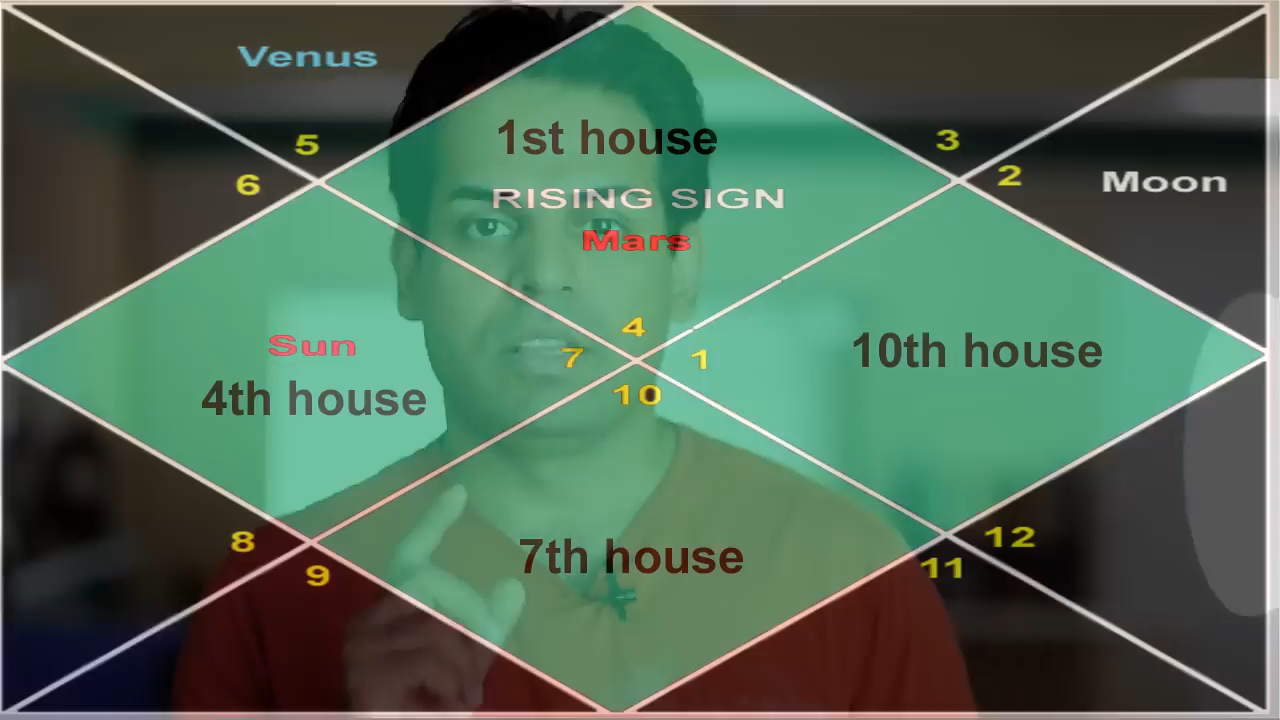 Venus
1st house
5
3
6
2
Moon
RISING SIGN
Mars
4
Sun
7
1
10th house
4th house
10
8
12
7th house
9
11